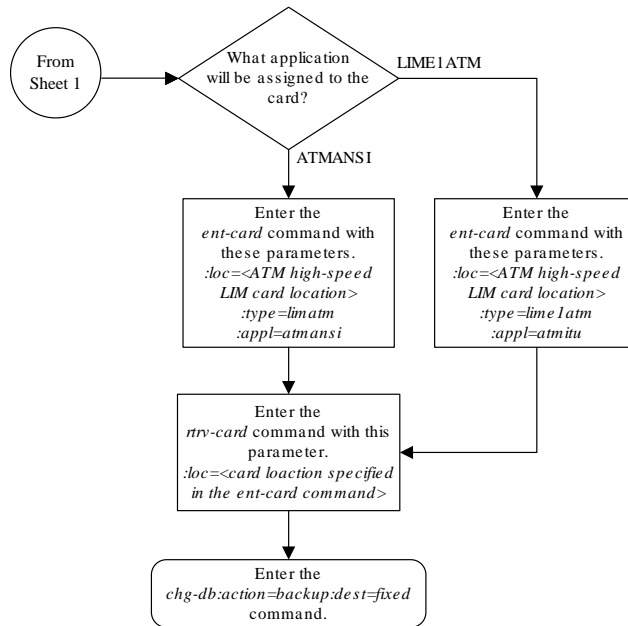 From
Sheet 1
What application
will be assigned to the
card?
LIME1ATM
ATMANSI
Enter the
ent-card command with
these parameters.
:loc=<ATM high-speed
LIM card location>
:type=limatm
:appl=atmansi
Enter the
ent-card command with
these parameters.
:loc=<ATM high-speed
LIM card location>
:type=lime1atm
:appl=atmitu
Enter the
rtrv-card command with this
parameter.
:loc=<card loaction specified
in the ent-card command>
Enter the
chg-db:action=backup:dest=fixed
command.